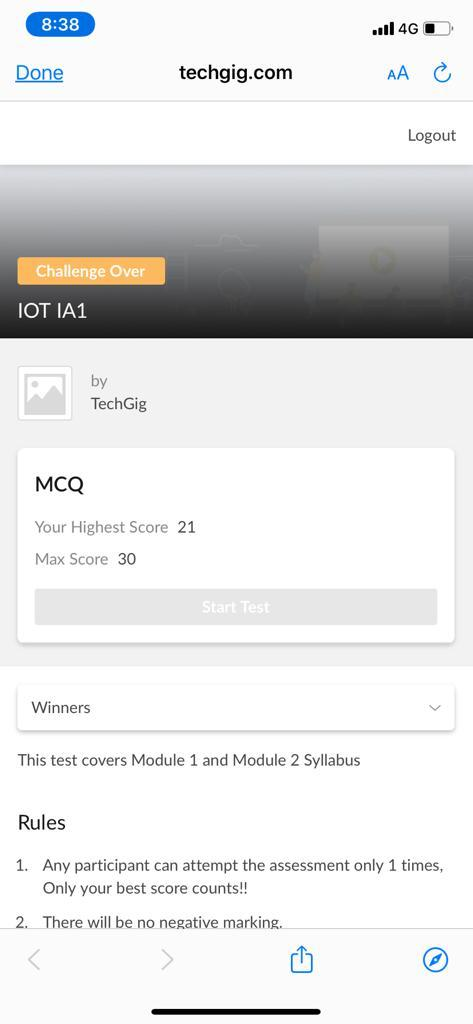 8:38
4G
Done
techgig.com
AA
Logout
Challenge Over
IOT IA1
by
TechGig
MCQ
Your Highest Score 21
Max Score 30
Start Test
Winners
This test covers Module 1 and Module 2 Syllabus
Rules
1. Any participant can attempt the assessment only 1 times,
Only your best score counts!!
2. There will be no negative marking.